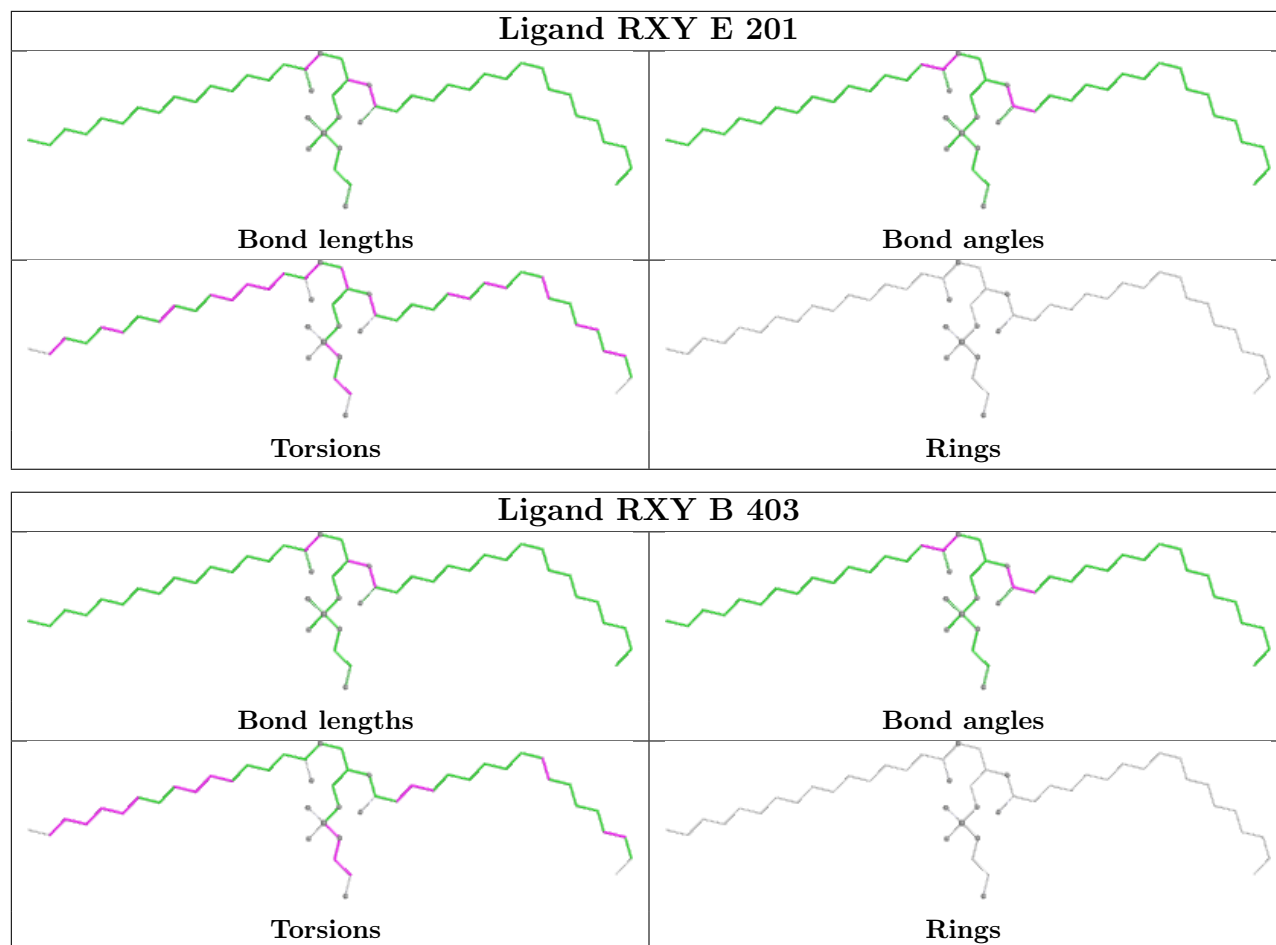 Ligand RXY E 201
Bond lengths
Bond angles
Torsions
Rings
Ligand RXY B 403
Bond lengths
Bond angles
Torsions
Rings